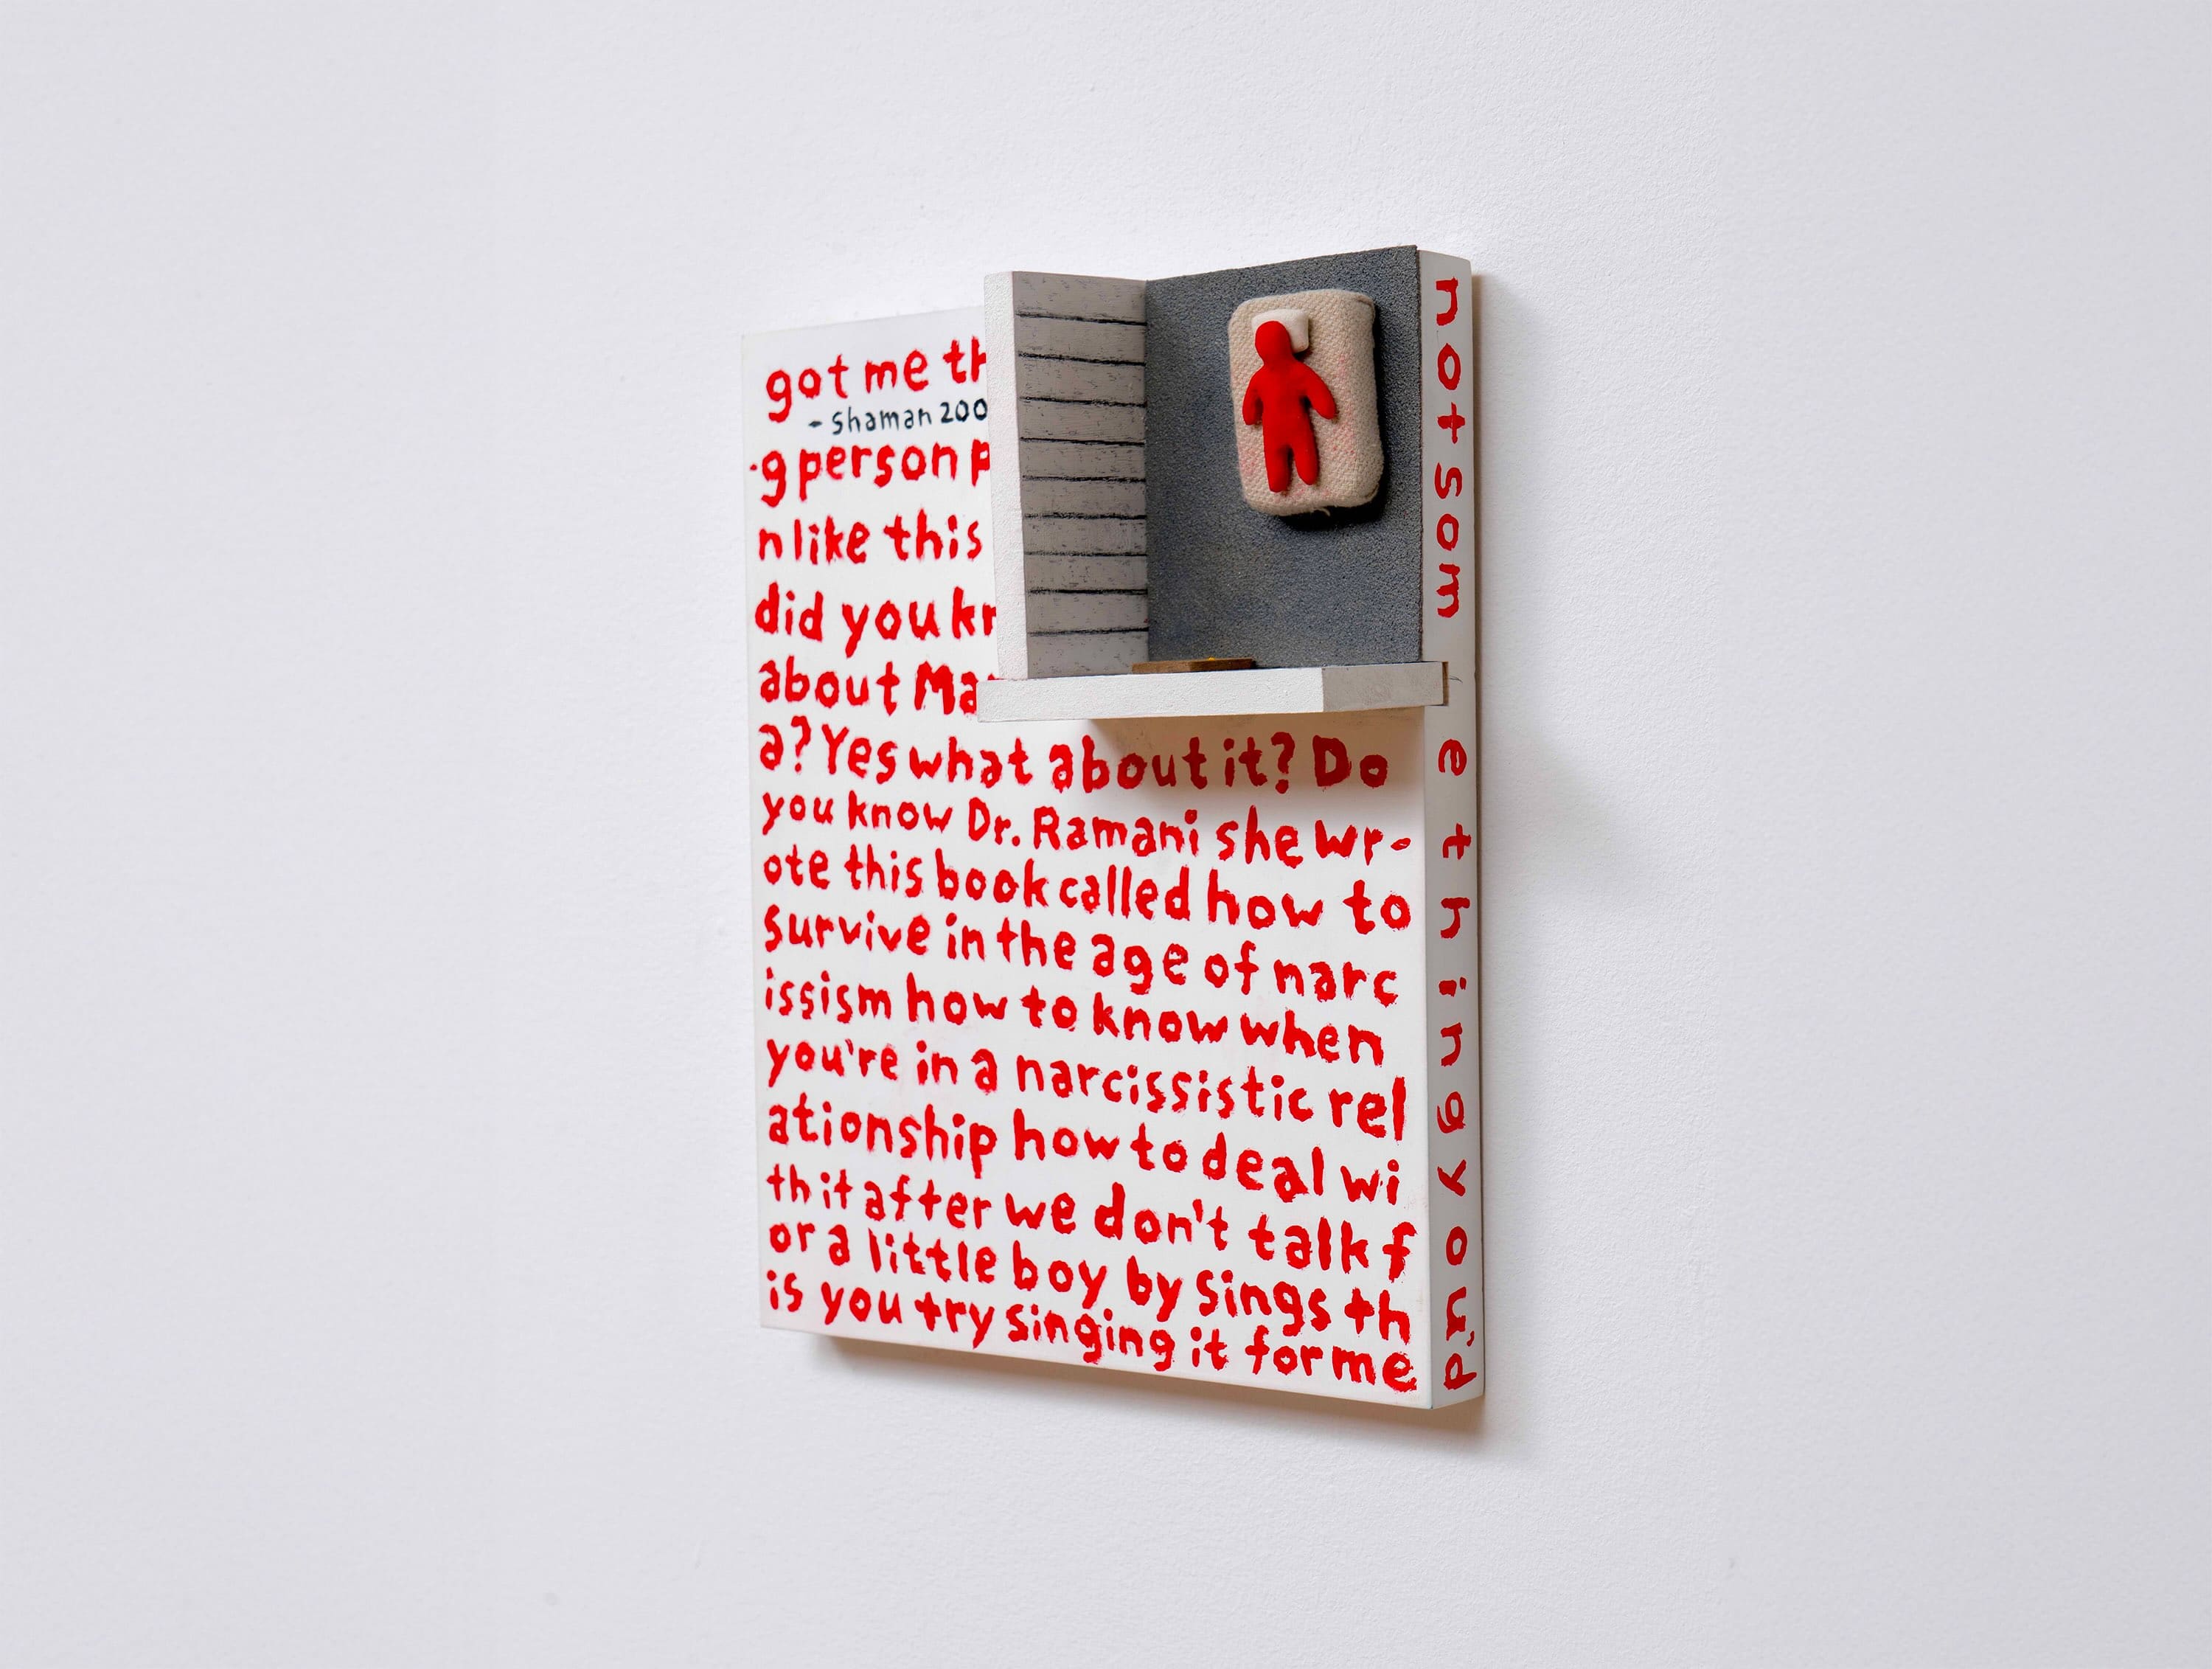 got me th
- Shaman 200
-g person p
n like this
did you kn
about Ma
a? Yes what about it? Do
you know Dr. Ramani she wr-
ote this book called how to
survive in the age of narc
issism how to know when
you're in a narcissistic rel
ationship how to deal wi
th it after we don't talk f
or a little boy by sings th
is you try singing it for me
not something you'd